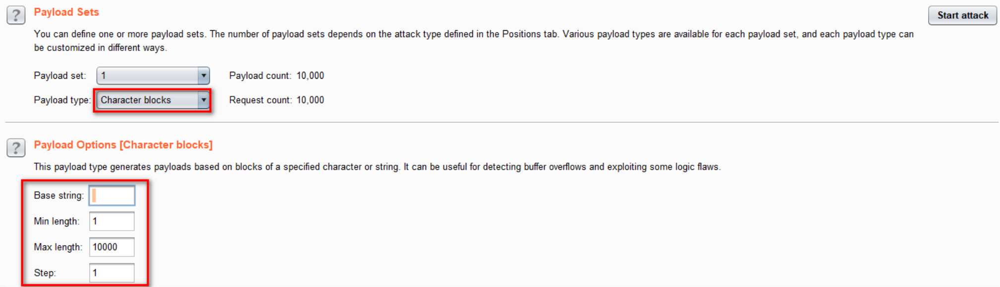 ?
Payload Sets
Start attack
You can define one or more payload sets. The number of payload sets depends on the attack type defined in the Positions tab. Various payload types are available for each payload set, and each payload type can
be customized in different ways.
Payload set: 1 Payload count: 10,000
Payload type: Character blocks Request count: 10,000
?
Payload Options [Character blocks]
This payload type generates payloads based on blocks of a specified character or string. It can be useful for detecting buffer overflows and exploiting some logic flaws.
Base string:
Min length: 1
Max length: 10000
Step: 1